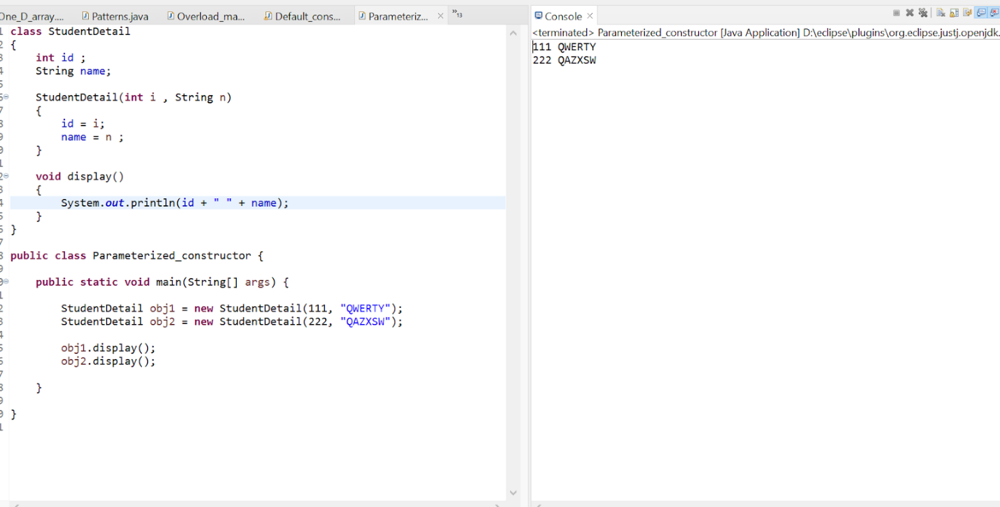 One_D_array.... Patterns.java Overload_ma... Default_cons... Parameteriz... »13
class StudentDetail
{
    int id ;
    String name;
    StudentDetail(int i , String n)
    {
        id = i;
        name = n ;
    }
    void display()
    {
        System.out.println(id + " " + name);
    }
}
public class Parameterized_constructor {
    public static void main(String[] args) {
        StudentDetail obj1 = new StudentDetail(111, "QWERTY");
        StudentDetail obj2 = new StudentDetail(222, "QAZXSW");
        obj1.display();
        obj2.display();
    }
}
Console
<terminated> Parameterized_constructor [Java Application] D:\eclipse\plugins\org.eclipse.justj.openjdk.
111 QWERTY
222 QAZXSW